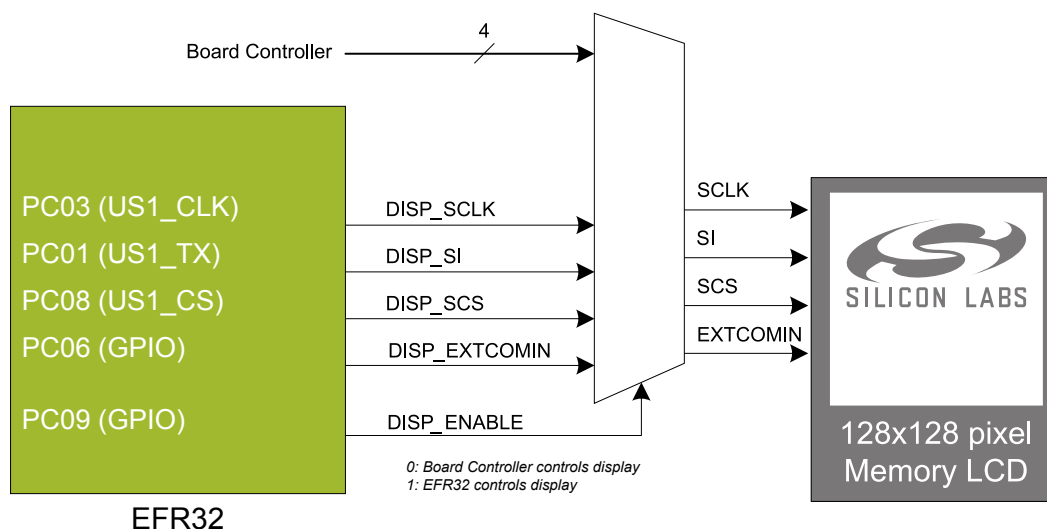 Board Controller
4
PC03 (US1_CLK)
PC01 (US1_TX)
PC08 (US1_CS)
PC06 (GPIO)
PC09 (GPIO)
EFR32
DISP_SCLK
DISP_SI
DISP_SCS
DISP_EXTCOMIN
DISP_ENABLE
0: Board Controller controls display
1: EFR32 controls display
SCLK
SI
SCS
EXTCOMIN
SILICON LABS
128x128 pixel
Memory LCD